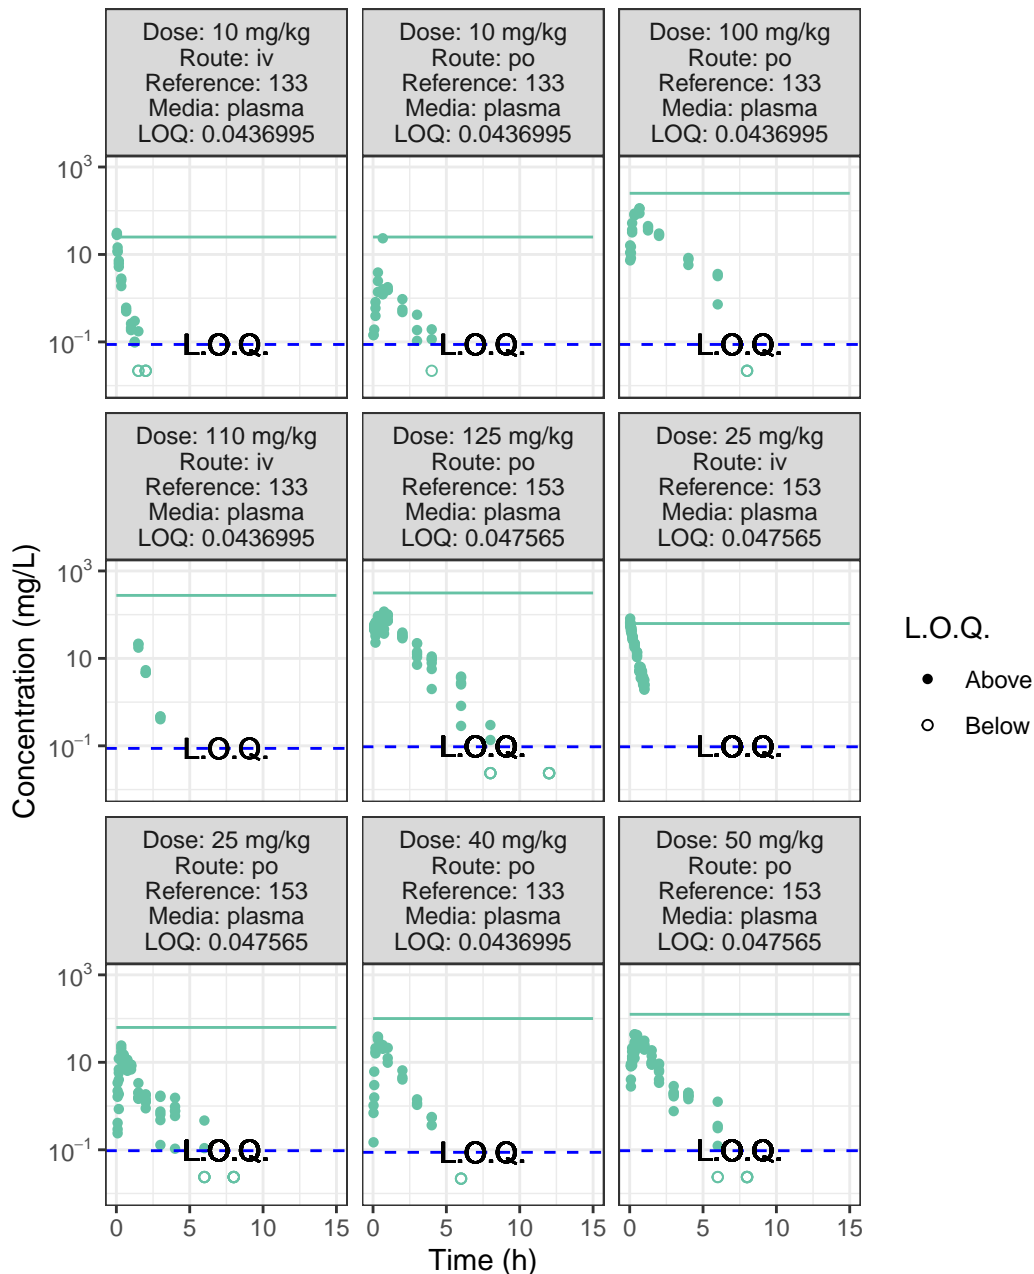 Dose: 10 mg/kg
Route: iv
Reference: 133
Media: plasma
LOQ: 0.0436995
Dose: 10 mg/kg
Route: po
Reference: 133
Media: plasma
LOQ: 0.0436995
Dose: 100 mg/kg
Route: po
Reference: 133
Media: plasma
LOQ: 0.0436995
10³
10
10⁻¹
L.O.Q.
L.O.Q.
L.O.Q.
Dose: 110 mg/kg
Route: iv
Reference: 133
Media: plasma
LOQ: 0.0436995
Dose: 125 mg/kg
Route: po
Reference: 153
Media: plasma
LOQ: 0.047565
Dose: 25 mg/kg
Route: iv
Reference: 153
Media: plasma
LOQ: 0.047565
10³
10
10⁻¹
L.O.Q.
L.O.Q.
L.O.Q.
Dose: 25 mg/kg
Route: po
Reference: 153
Media: plasma
LOQ: 0.047565
Dose: 40 mg/kg
Route: po
Reference: 133
Media: plasma
LOQ: 0.0436995
Dose: 50 mg/kg
Route: po
Reference: 153
Media: plasma
LOQ: 0.047565
10³
10
10⁻¹
L.O.Q.
L.O.Q.
L.O.Q.
0 5 10 15
0 5 10 15
0 5 10 15
Time (h)
Concentration (mg/L)
L.O.Q.
Above
Below